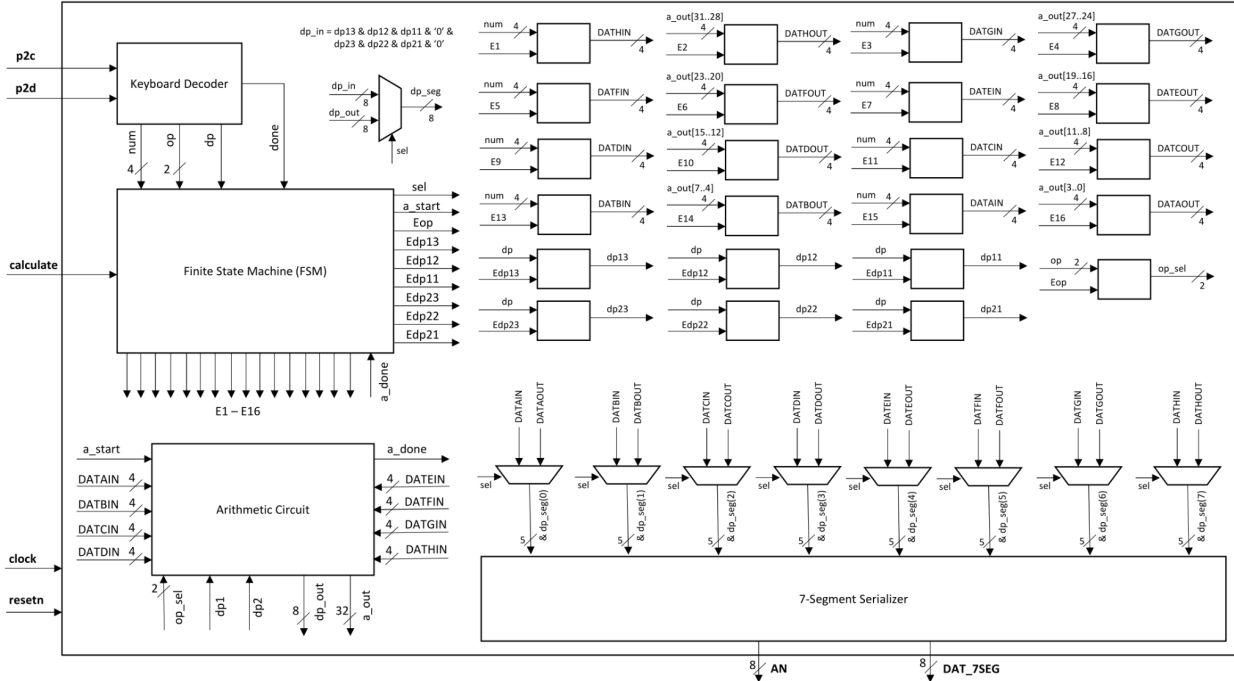 dp_in = dp13 & dp12 & dp11 & '0' &
& dp23 & dp22 & dp21 & '0'
p2c
p2d
Keyboard Decoder
num
4
op
2
dp
done
dp_in
8
dp_out
8
dp_seg
8
sel
calculate
Finite State Machine (FSM)
sel
a_start
Eop
Edp13
Edp12
Edp11
Edp23
Edp22
Edp21
a_done
E1 – E16
num
4
E1
DATHIN
4
a_out[31..28]
4
E2
DATHOUT
4
num
4
E3
DATGIN
4
a_out[27..24]
4
E4
DATGOUT
4
num
4
E5
DATFIN
4
a_out[23..20]
4
E6
DATFOUT
4
num
4
E7
DATEIN
4
a_out[19..16]
4
E8
DATEOUT
4
num
4
E9
DATDIN
4
a_out[15..12]
4
E10
DATDOUT
4
num
4
E11
DATCIN
4
a_out[11..8]
4
E12
DATCOUT
4
num
4
E13
DATBIN
4
a_out[7..4]
4
E14
DATBOUT
4
num
4
E15
DATAIN
4
a_out[3..0]
4
E16
DATAOUT
4
dp
Edp13
dp13
dp
Edp12
dp12
dp
Edp11
dp11
op
2
Eop
op_sel
2
dp
Edp23
dp23
dp
Edp22
dp22
dp
Edp21
dp21
a_start
DATAIN
4
DATBIN
4
DATCIN
4
DATDIN
4
Arithmetic Circuit
a_done
4
DATEIN
4
DATFIN
4
DATGIN
4
DATHIN
2
op_sel
dp1
dp2
8
dp_out
32
a_out
clock
resetn
DATAIN
DATAOUT
sel
5
& dp_seg(0)
DATBIN
DATBOUT
sel
5
& dp_seg(1)
DATCIN
DATCOUT
sel
5
& dp_seg(2)
DATDIN
DATDOUT
sel
5
& dp_seg(3)
DATEIN
DATEOUT
sel
5
& dp_seg(4)
DATFIN
DATFOUT
sel
5
& dp_seg(5)
DATGIN
DATGOUT
sel
5
& dp_seg(6)
DATHIN
DATHOUT
sel
5
& dp_seg(7)
7-Segment Serializer
8
AN
8
DAT_7SEG